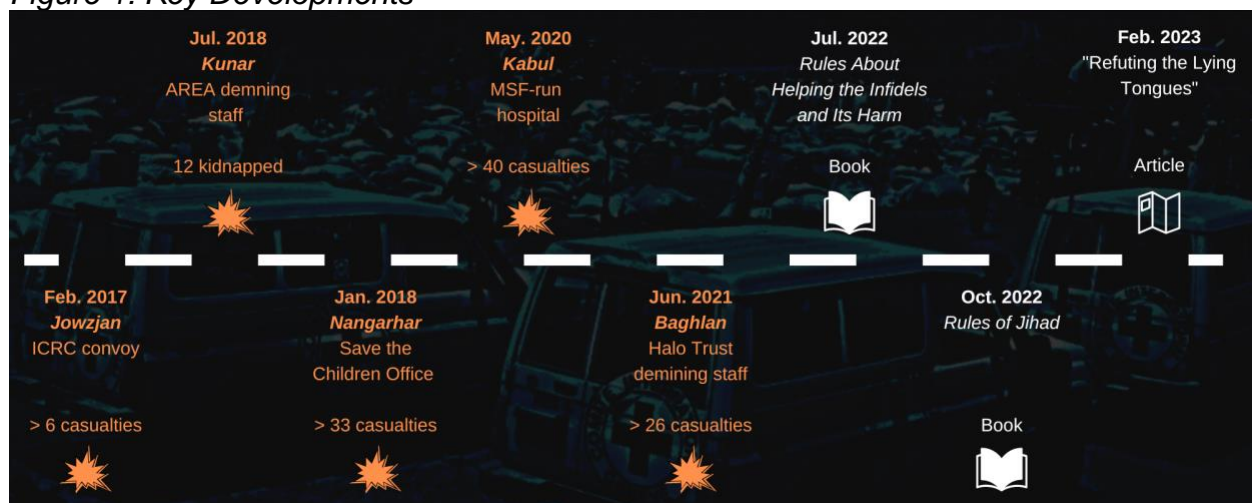 Figure 1: Key Developments
Jul. 2018
Kunar
AREA demning
staff
12 kidnapped
May. 2020
Kabul
MSF-run
hospital
> 40 casualties
Jul. 2022
Rules About
Helping the Infidels
and Its Harm
Book
Feb. 2023
"Refuting the Lying
Tongues"
Article
Feb. 2017
Jowzjan
ICRC convoy
> 6 casualties
Jan. 2018
Nangarhar
Save the
Children Office
> 33 casualties
Jun. 2021
Baghlan
Halo Trust
demining staff
> 26 casualties
Oct. 2022
Rules of Jihad
Book